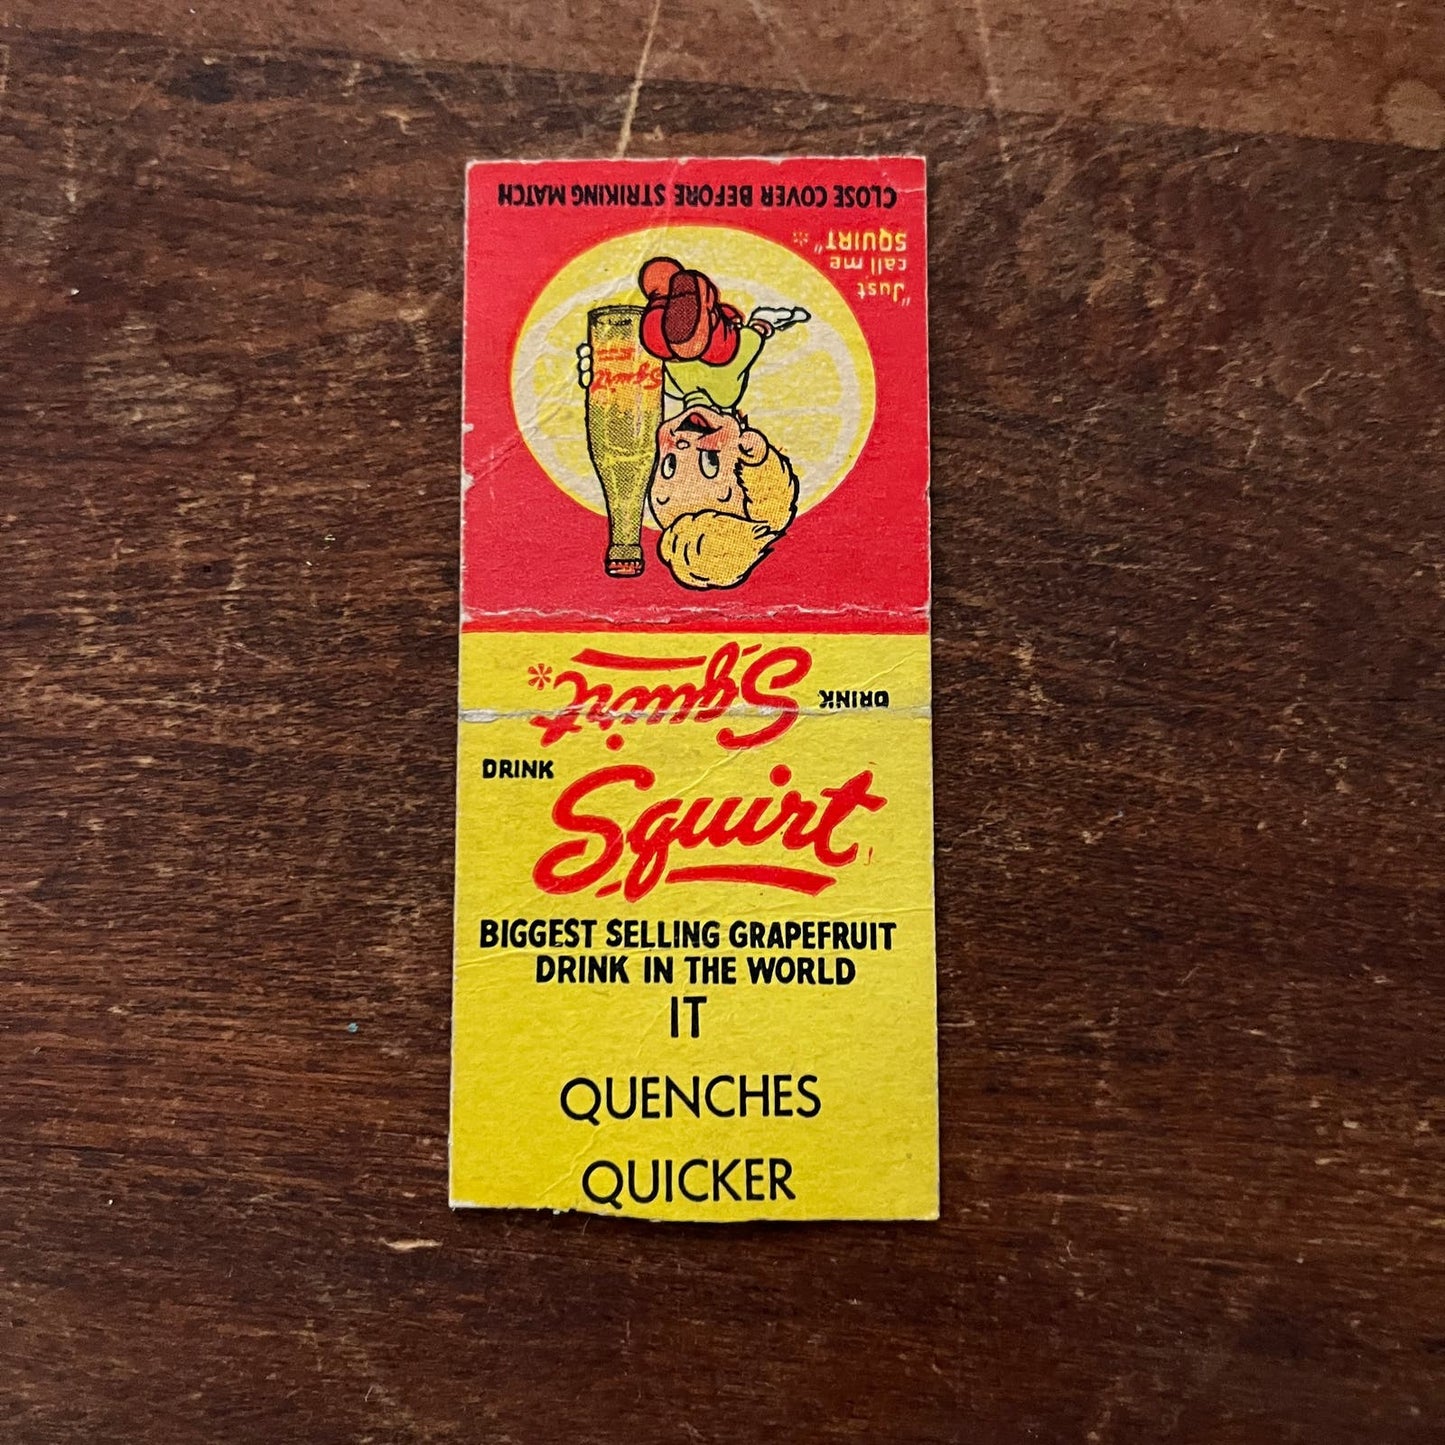 CLOSE COVER BEFORE STRIKING MATCH
"Just
call me
SQUIRT"*
Squirt
DRINK Squirt*
DRINK
Squirt
BIGGEST SELLING GRAPEFRUIT
DRINK IN THE WORLD
IT
QUENCHES
QUICKER